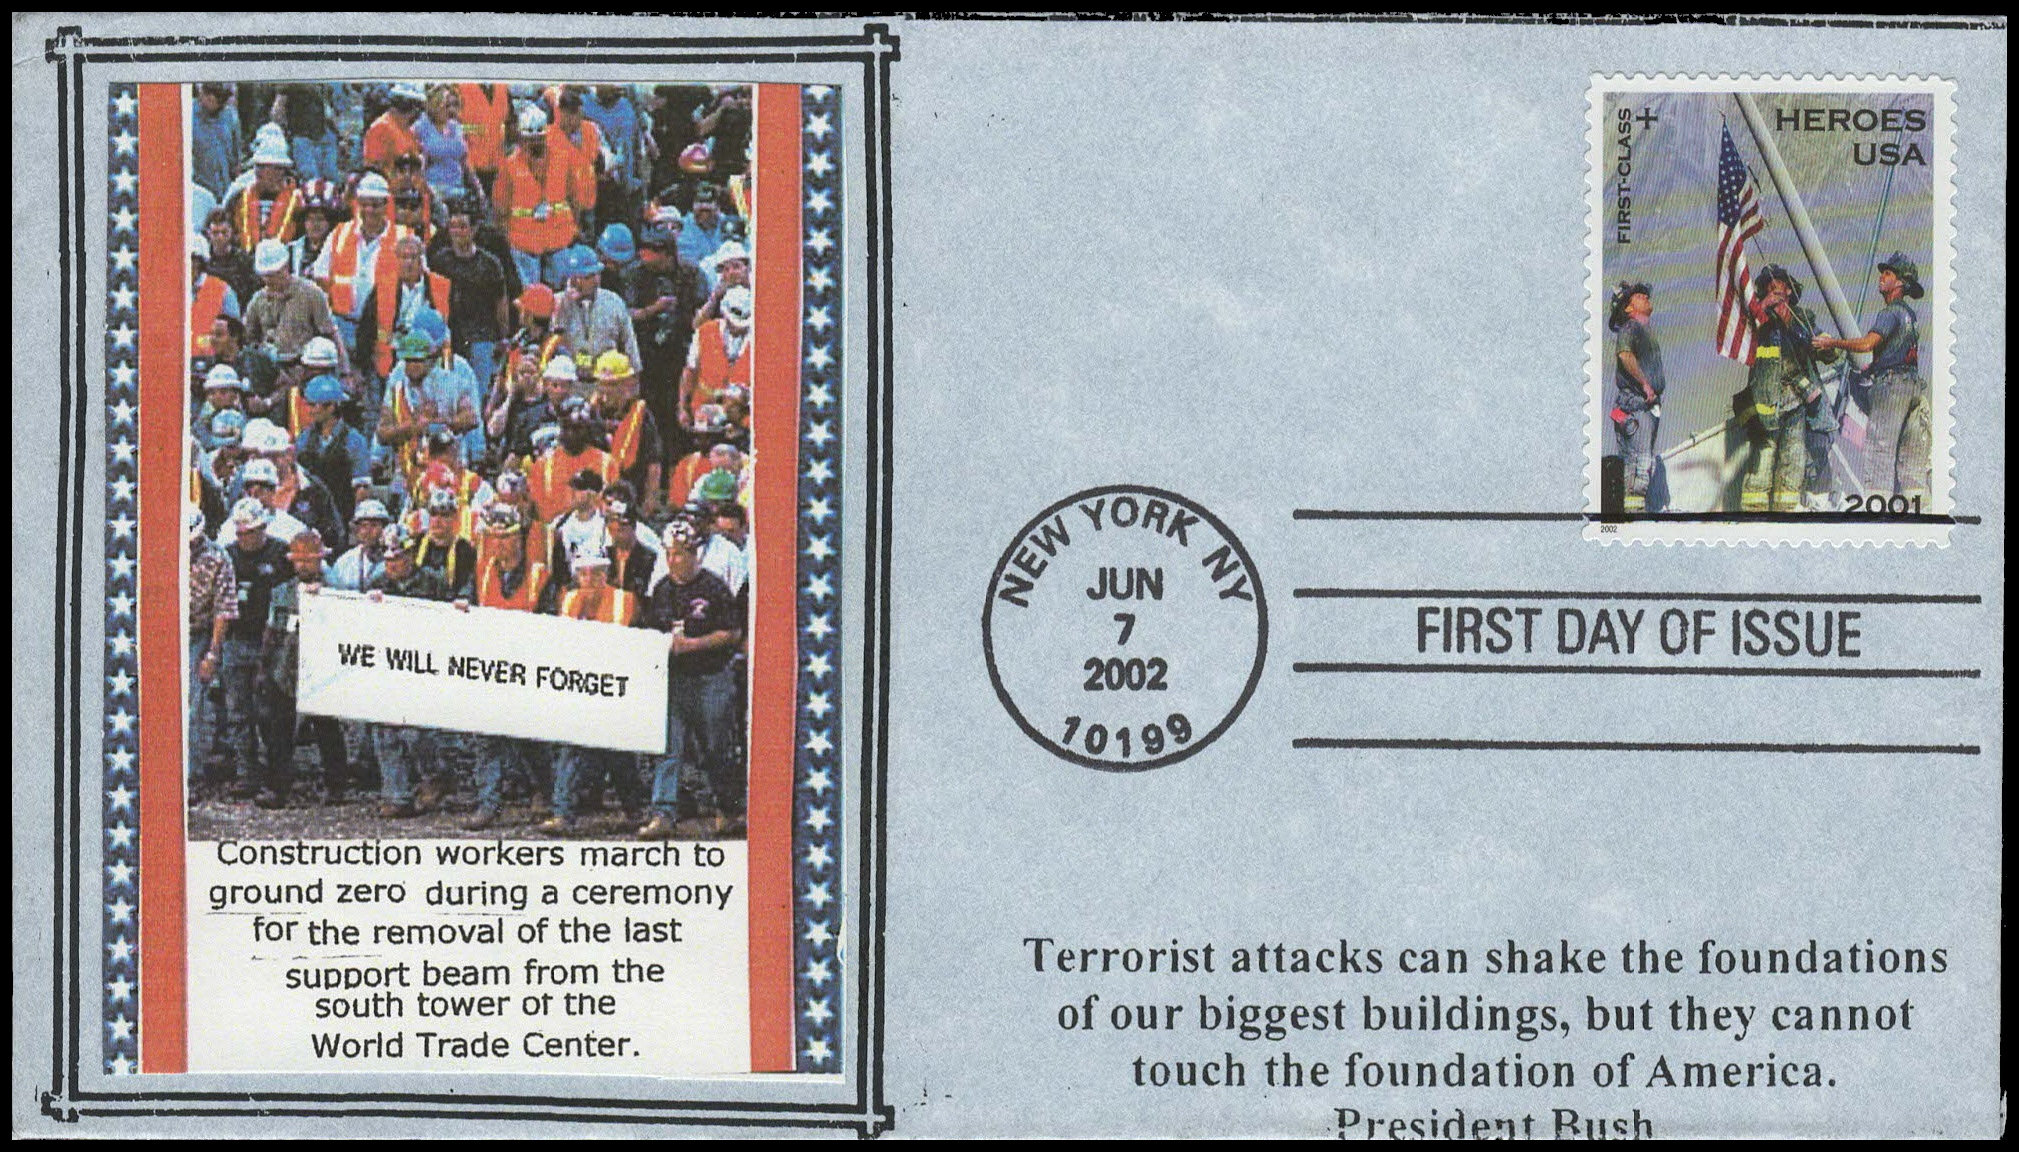 WE WILL NEVER FORGET
Construction workers march to
ground zero during a ceremony
for the removal of the last
support beam from the
south tower of the
World Trade Center.
FIRST-CLASS
+
HEROES
USA
2001
2002
NEW YORK NY
JUN
7
2002
10199
FIRST DAY OF ISSUE
Terrorist attacks can shake the foundations
of our biggest buildings, but they cannot
touch the foundation of America.
President Bush